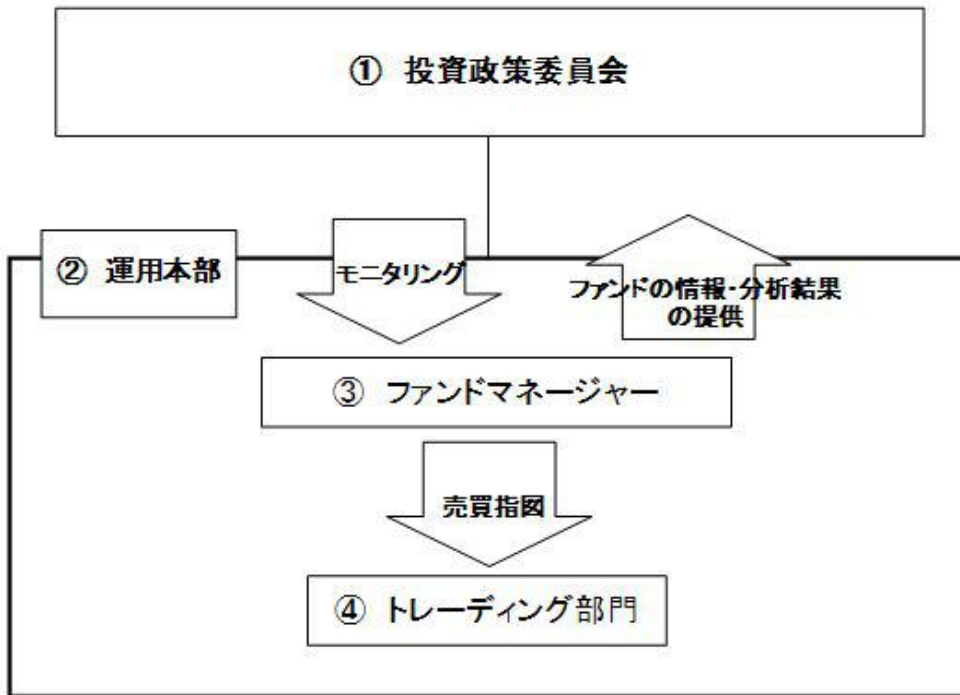 ① 投資政策委員会
② 運用本部
モニタリング
ファンドの情報・分析結果
の提供
③ ファンドマネージャー
売買指図
④ トレーディング部門